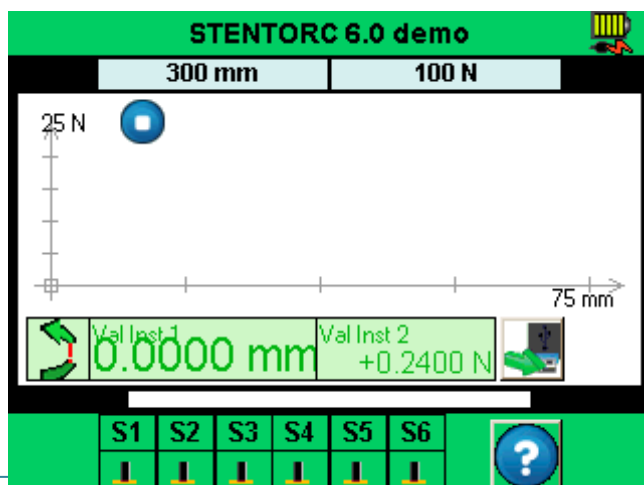 STENTORC 6.0 demo
300 mm 100 N
25 N
75 mm
Val Inst 1 Val Inst 2
0.0000 mm +0.2400 N
S1 S2 S3 S4 S5 S6
?